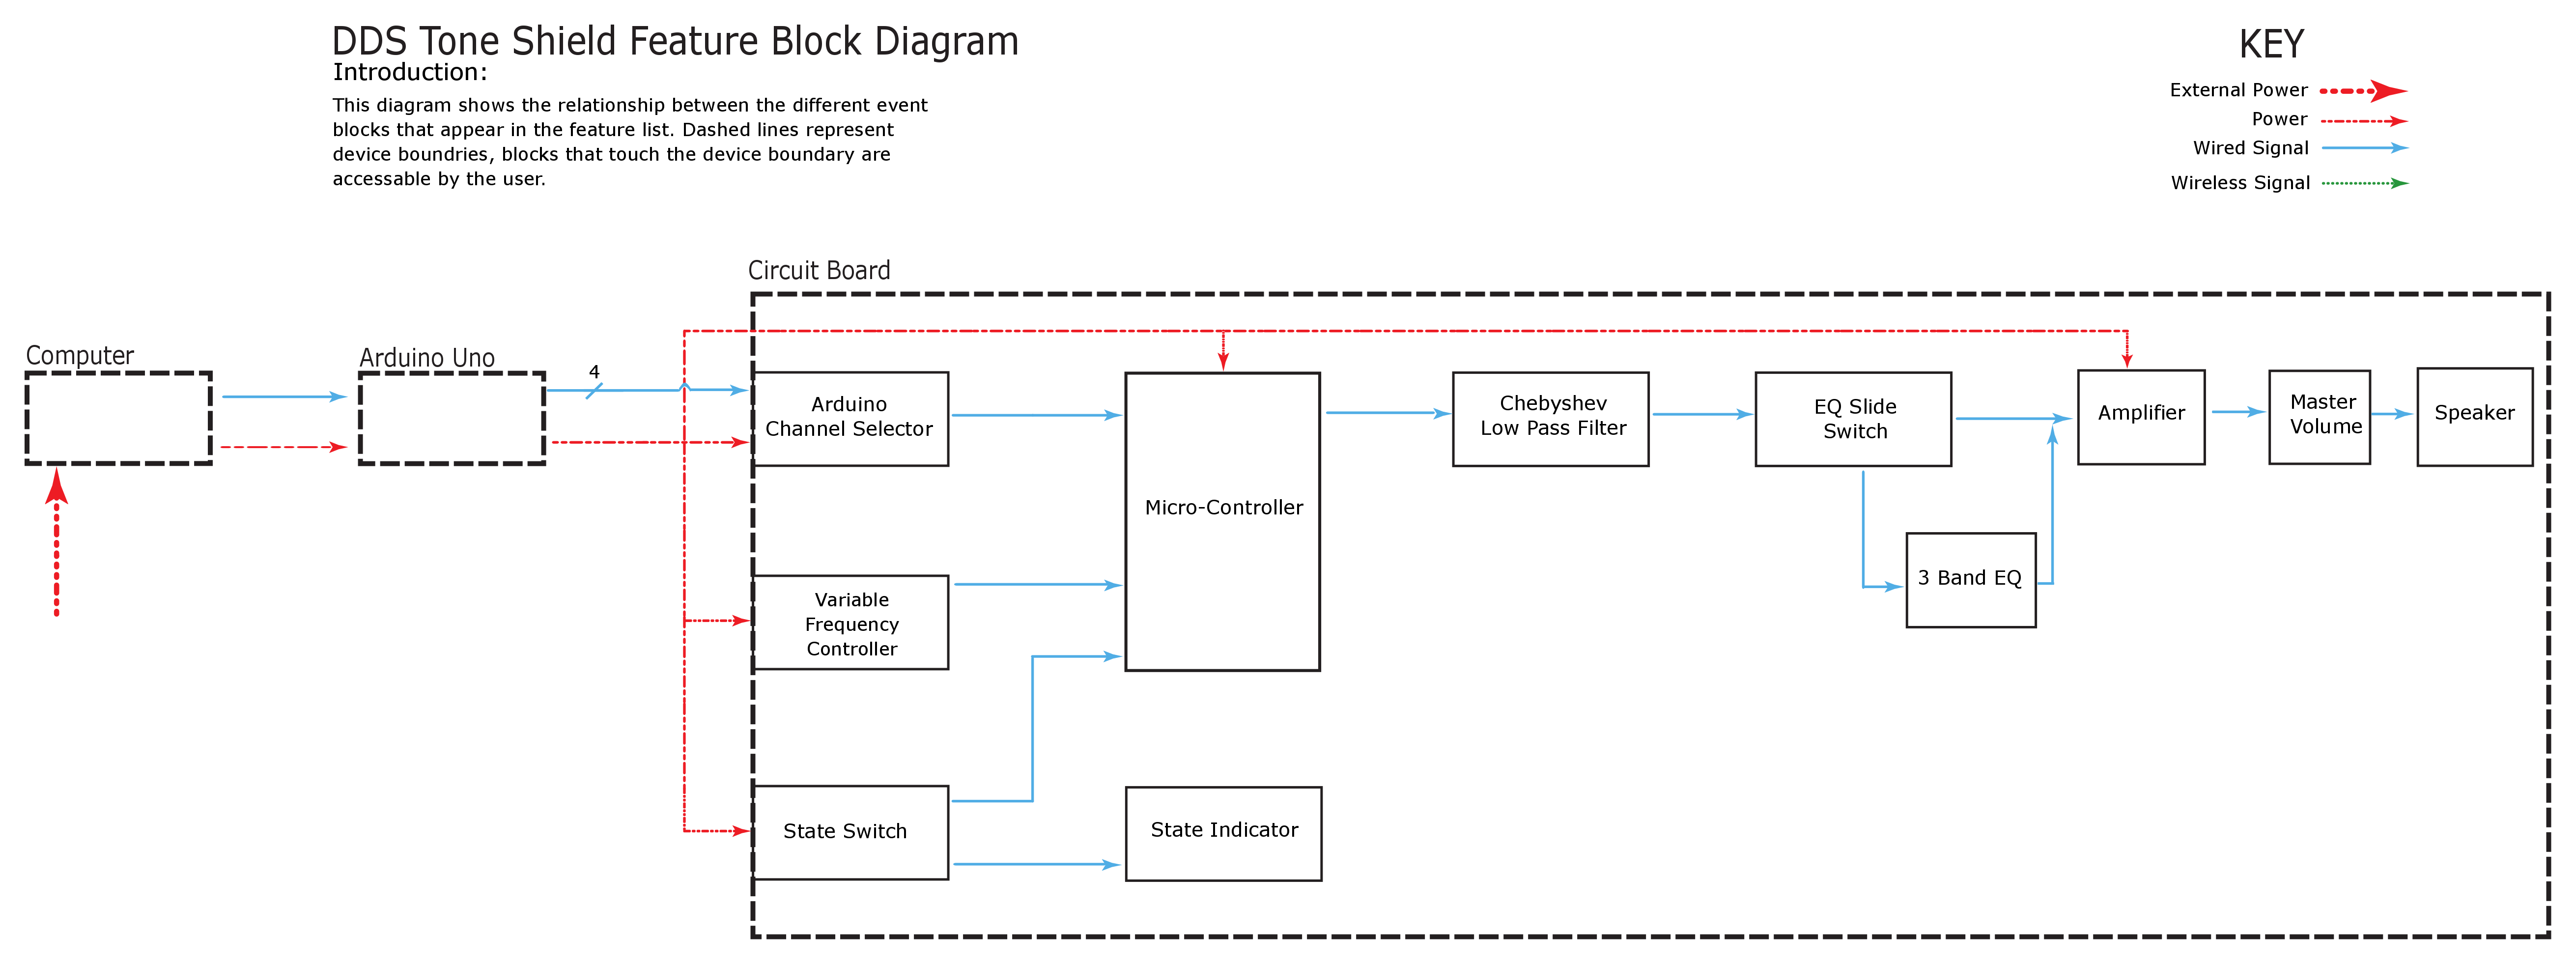 DDS Tone Shield Feature Block Diagram
Introduction:
This diagram shows the relationship between the different event
blocks that appear in the feature list. Dashed lines represent
device boundries, blocks that touch the device boundary are
accessable by the user.
KEY
External Power
Power
Wired Signal
Wireless Signal
Circuit Board
Computer
Arduino Uno
4
Arduino
Channel Selector
Micro-Controller
Chebyshev
Low Pass Filter
EQ Slide
Switch
Amplifier
Master
Volume
Speaker
3 Band EQ
Variable
Frequency
Controller
State Switch
State Indicator